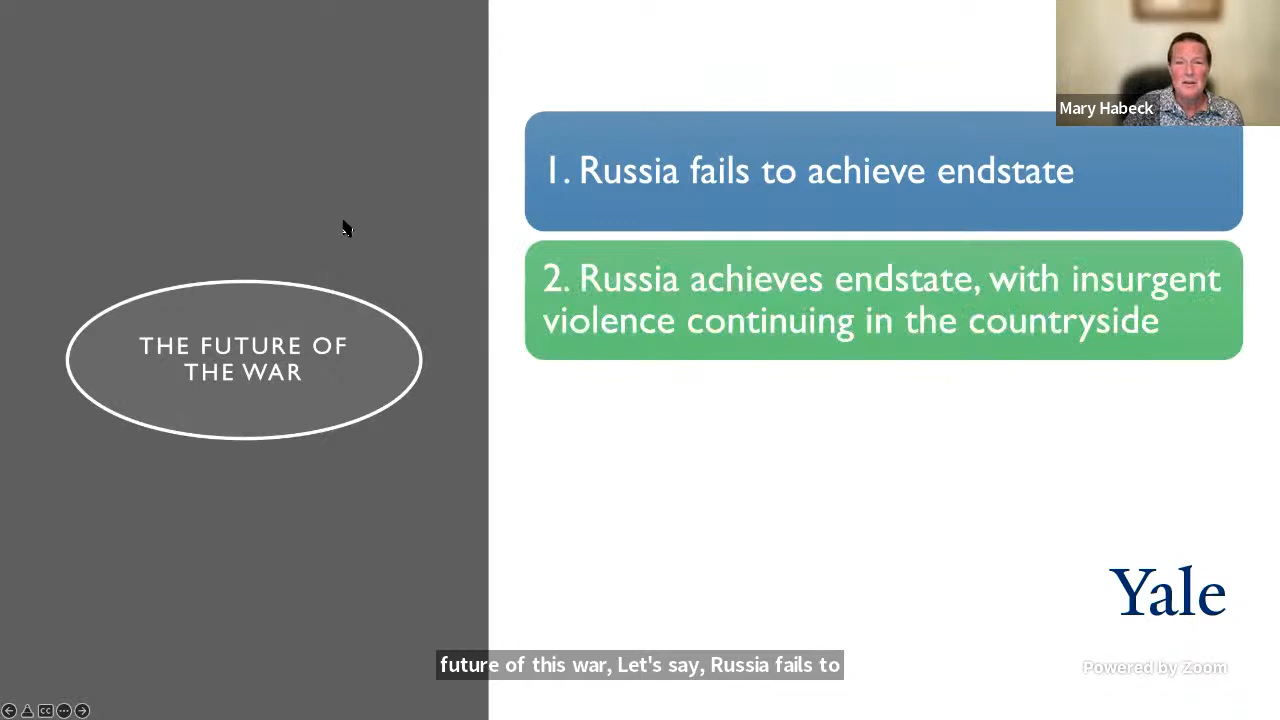 Mary Habeck
1. Russia fails to achieve endstate
2. Russia achieves endstate, with insurgent
violence continuing in the countryside
THE FUTURE OF
THE WAR
Yale
future of this war, Let's say, Russia fails to
Powered by Zoom
CC